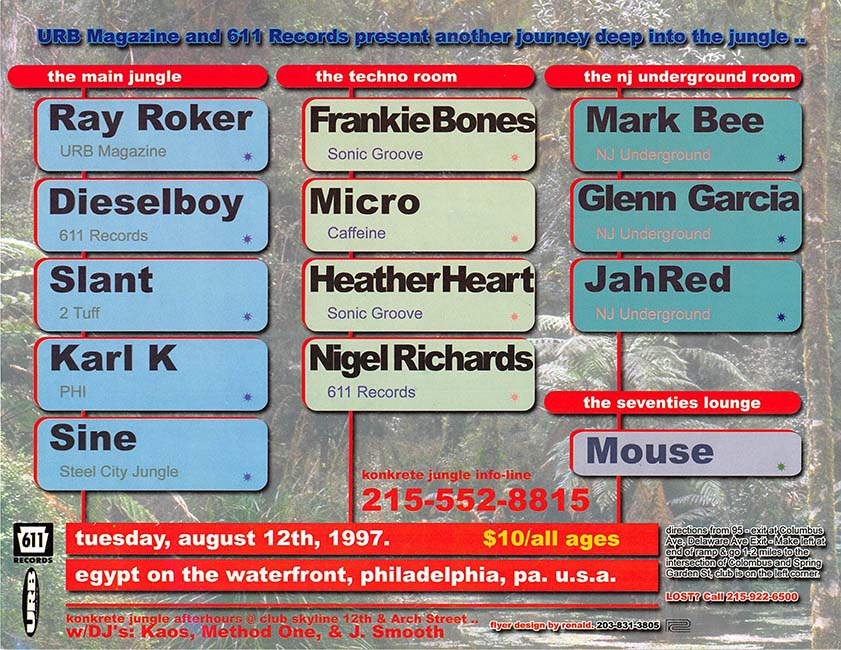 URB Magazine and 611 Records present another journey deep into the jungle ..
the main jungle
Ray Roker
URB Magazine
Dieselboy
611 Records
Slant
2 Tuff
Karl K
PHI
Sine
Steel City Jungle
the techno room
Frankie Bones
Sonic Groove
Micro
Caffeine
Heather Heart
Sonic Groove
Nigel Richards
611 Records
the nj underground room
Mark Bee
NJ Underground
Glenn Garcia
NJ Underground
JahRed
NJ Underground
the seventies lounge
Mouse
konkrete jungle info-line
215-552-8815
611
RECORDS
URB
tuesday, august 12th, 1997. $10/all ages
egypt on the waterfront, philadelphia, pa. u.s.a.
directions from 95 - exit at Columbus
Ave, Delaware Ave Exit - Make left at
end of ramp & go 1-2 miles to the
intersection of Colombus and Spring
Garden St, club is on the left corner.
LOST? Call 215-922-6500
konkrete jungle afterhours @ club skyline 12th & Arch Street ..
w/DJ's: Kaos, Method One, & J. Smooth
flyer design by ronald. 203-831-3805